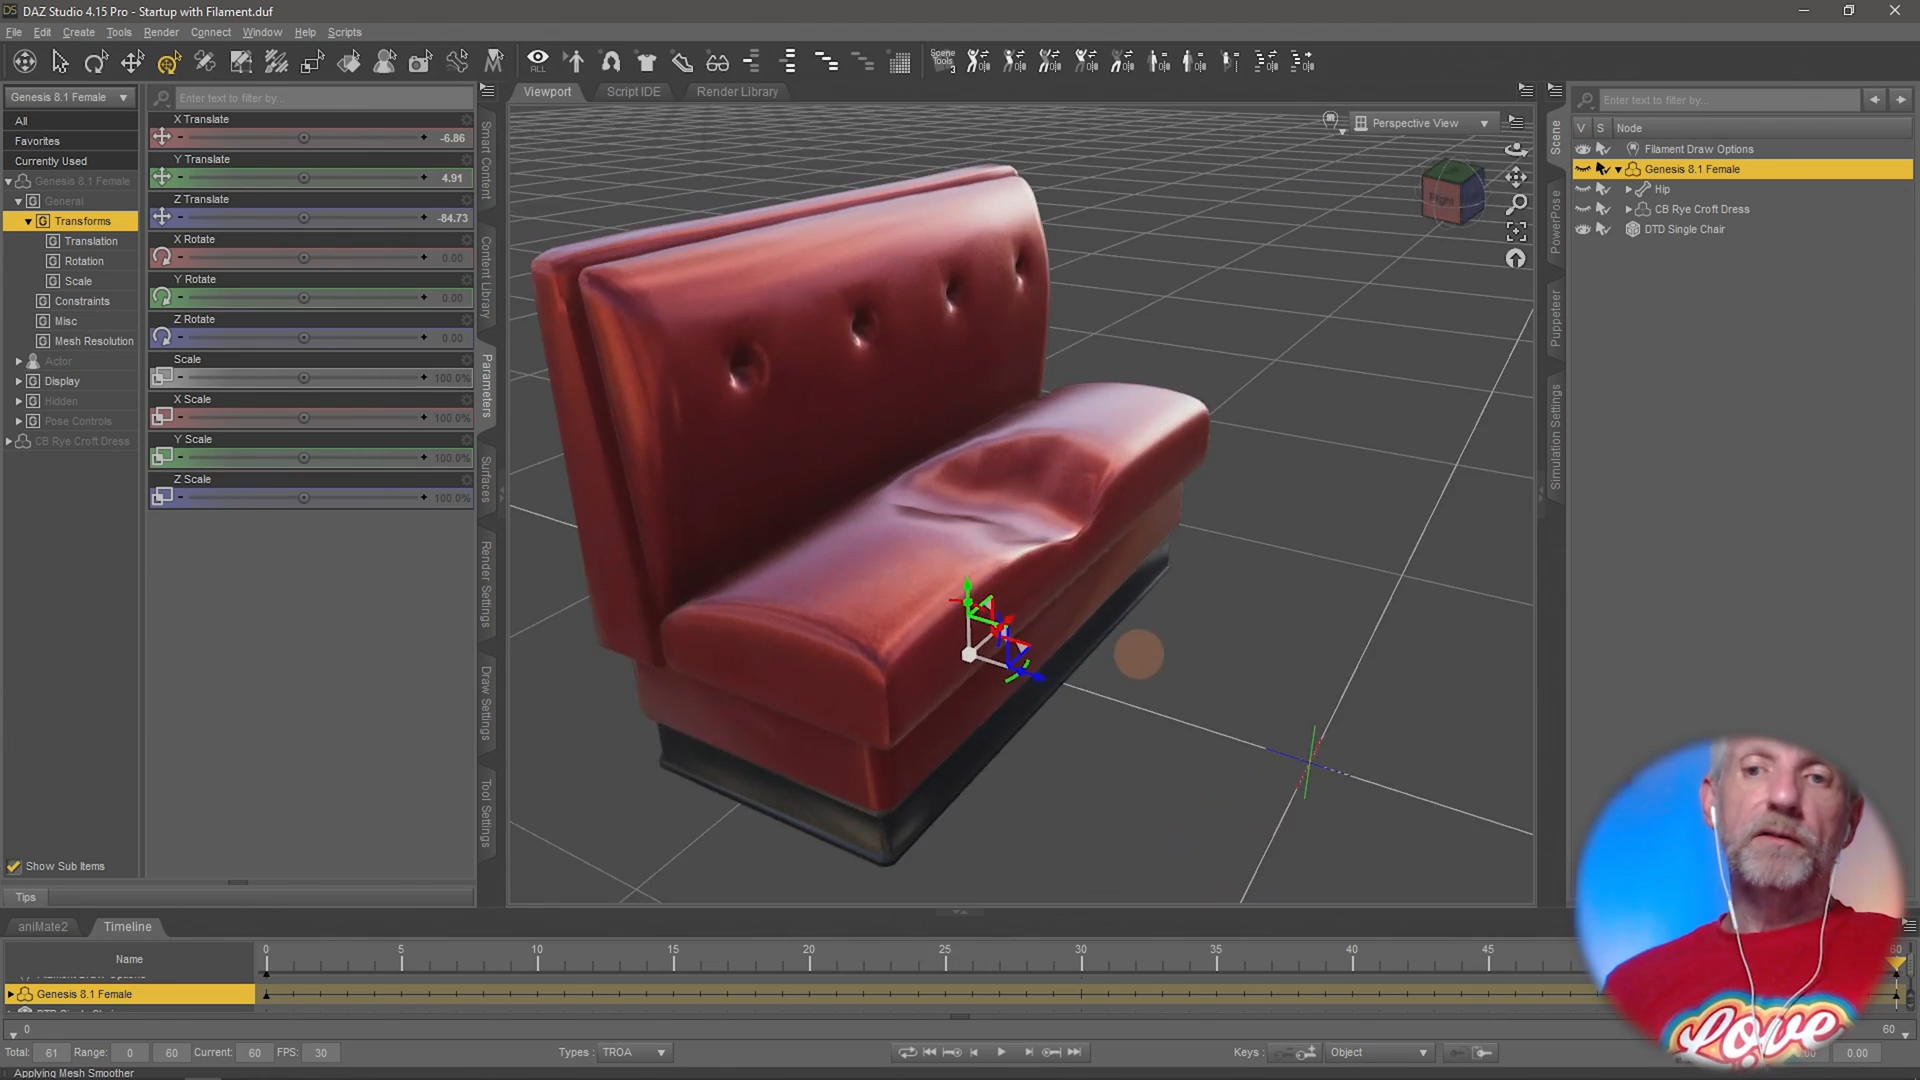 DAZ Studio 4.15 Pro - Startup with Filament.duf
File Edit Create Tools Render Connect Window Help Scripts
ALL
Scene Tools 3
Genesis 8.1 Female
Enter text to filter by...
All
Favorites
Currently Used
Genesis 8.1 Female
General
Transforms
Translation
Rotation
Scale
Constraints
Misc
Mesh Resolution
Actor
Display
Hidden
Pose Controls
CB Rye Croft Dress
Show Sub Items
Tips
X Translate
-6.86
Y Translate
4.91
Z Translate
-84.73
X Rotate
0.00
Y Rotate
0.00
Z Rotate
0.00
Scale
100.0%
X Scale
100.0%
Y Scale
100.0%
Z Scale
100.0%
Smart Content
Content Library
Parameters
Surfaces
Render Settings
Draw Settings
Tool Settings
Viewport Script IDE Render Library
Perspective View
Right
Scene
PowerPose
Puppeteer
Simulation Settings
Enter text to filter by...
V S Node
Filament Draw Options
Genesis 8.1 Female
Hip
CB Rye Croft Dress
DTD Single Chair
Love
aniMate2 Timeline
Name
0 5 10 15 20 25 30 35 40 45 60
Genesis 8.1 Female
0 60
Total: 61 Range: 0 60 Current: 60 FPS: 30
Types : TROA
Keys : Object
0.00
Applying Mesh Smoother